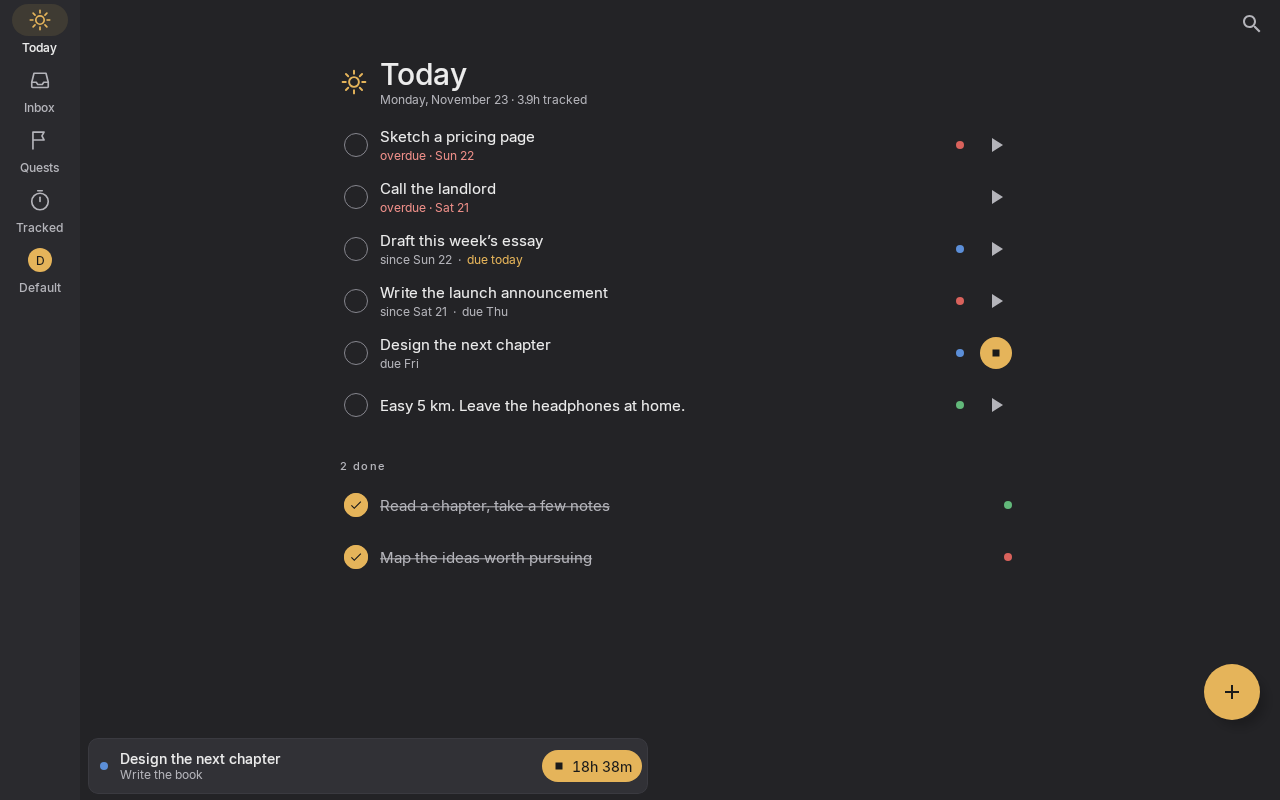 Today
Inbox
Quests
Tracked
D
Default
Today
Monday, November 23 · 3.9h tracked
Sketch a pricing page
overdue · Sun 22
Call the landlord
overdue · Sat 21
Draft this week’s essay
since Sun 22 · due today
Write the launch announcement
since Sat 21 · due Thu
Design the next chapter
due Fri
Easy 5 km. Leave the headphones at home.
2 done
Read a chapter, take a few notes
Map the ideas worth pursuing
Design the next chapter
Write the book
18h 38m